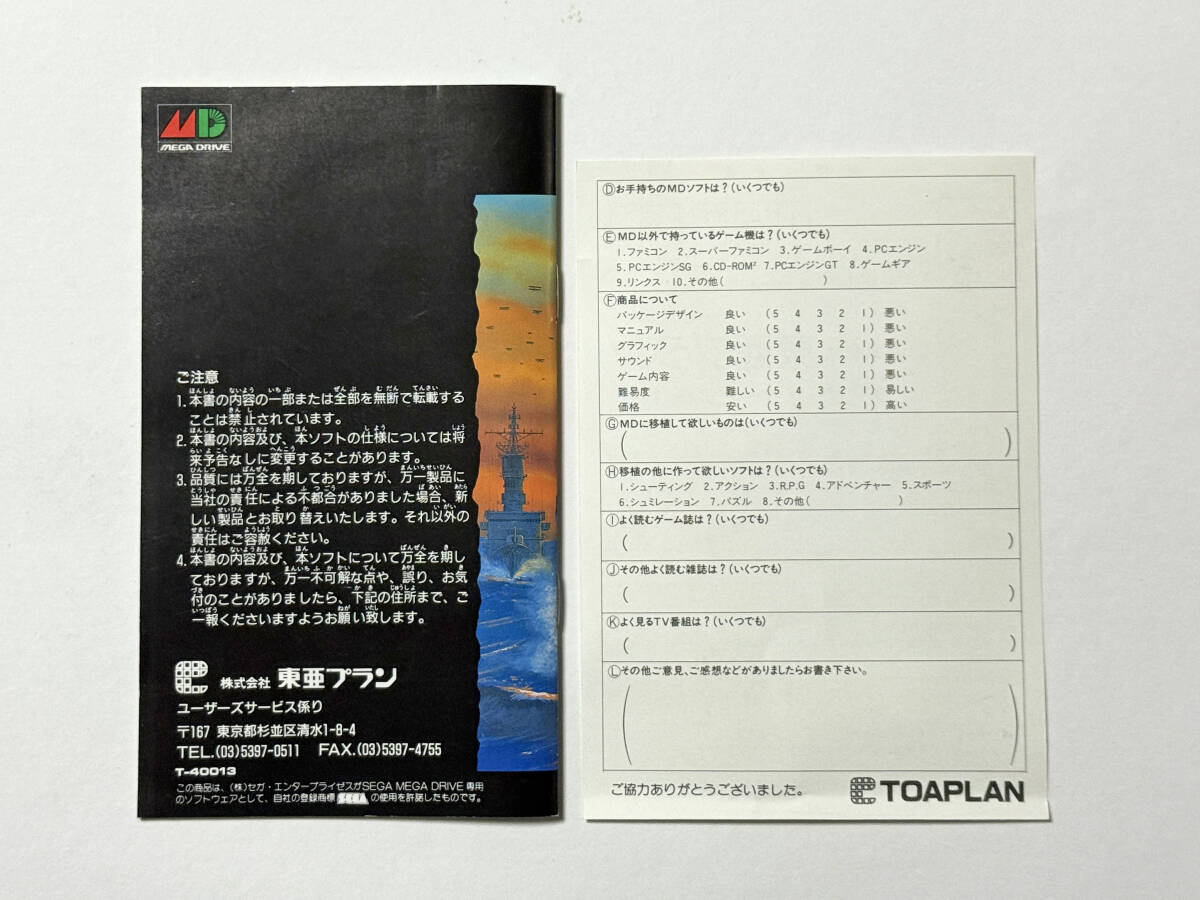 MD
MEGA DRIVE
ご注意
1. 本書の内容の一部または全部を無断で転載する
ことは禁止されています。
2. 本書の内容及び、本ソフトの仕様については将
来予告なしに変更することがあります。
3. 品質には万全を期しておりますが、万一製品に
当社の責任による不都合がありました場合、新
しい製品とお取り替えいたします。それ以外の
責任はご容赦ください。
4. 本書の内容及び、本ソフトについて万全を期し
ておりますが、万一不可解な点や、誤り、お気
付のことがありましたら、下記の住所まで、ご
一報くださいますようお願い致します。
株式会社 東亜プラン
ユーザーズサービス係り
〒167 東京都杉並区清水1-8-4
TEL.(03)5397-0511 FAX.(03)5397-4755
T-40013
この商品は、(株)セガ・エンタープライゼスがSEGA MEGA DRIVE 専用
のソフトウェアとして、自社の登録商標 SEGA の使用を許諾したものです。
Ⓓお手持ちのMDソフトは?(いくつでも)
ⒺMD以外で持っているゲーム機は?(いくつでも)
1.ファミコン 2.スーパーファミコン 3.ゲームボーイ 4.PCエンジン
5.PCエンジンSG 6.CD-ROM² 7.PCエンジンGT 8.ゲームギア
9.リンクス 10.その他( )
Ⓕ商品について
パッケージデザイン 良い (5 4 3 2 1) 悪い
マニュアル 良い (5 4 3 2 1) 悪い
グラフィック 良い (5 4 3 2 1) 悪い
サウンド 良い (5 4 3 2 1) 悪い
ゲーム内容 良い (5 4 3 2 1) 悪い
難易度 難しい (5 4 3 2 1) 易しい
価格 安い (5 4 3 2 1) 高い
ⒼMDに移植して欲しいものは(いくつでも)
( )
Ⓗ移植の他に作って欲しいソフトは?(いくつでも)
1.シューティング 2.アクション 3.R.P.G 4.アドベンチャー 5.スポーツ
6.シュミレーション 7.パズル 8.その他( )
Ⓘよく読むゲーム誌は?(いくつでも)
( )
Ⓙその他よく読む雑誌は?(いくつでも)
( )
Ⓚよく見るTV番組は?(いくつでも)
( )
Ⓛその他ご意見、ご感想などがありましたらお書き下さい。
( )
ご協力ありがとうございました。 TOAPLAN